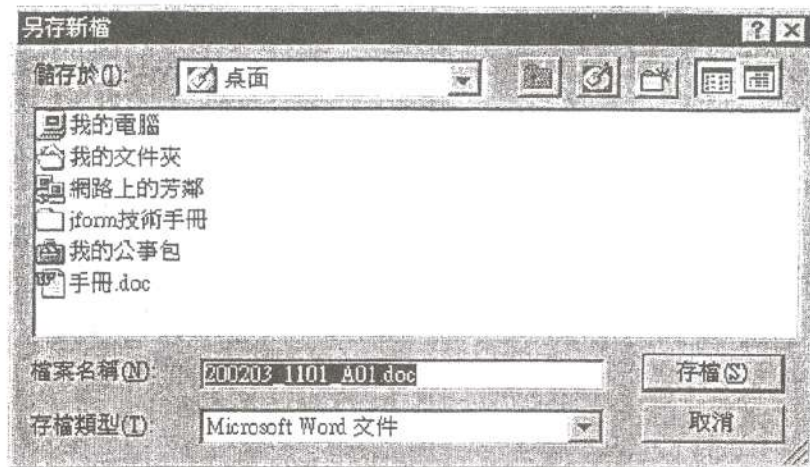 另存新檔
儲存於(I):
桌面
我的電腦
我的文件夾
網路上的芳鄰
jform技術手冊
我的公事包
手冊.doc
檔案名稱(N):
200203_1101_A01.doc
存檔(S)
存檔類型(T)
Microsoft Word 文件
取消